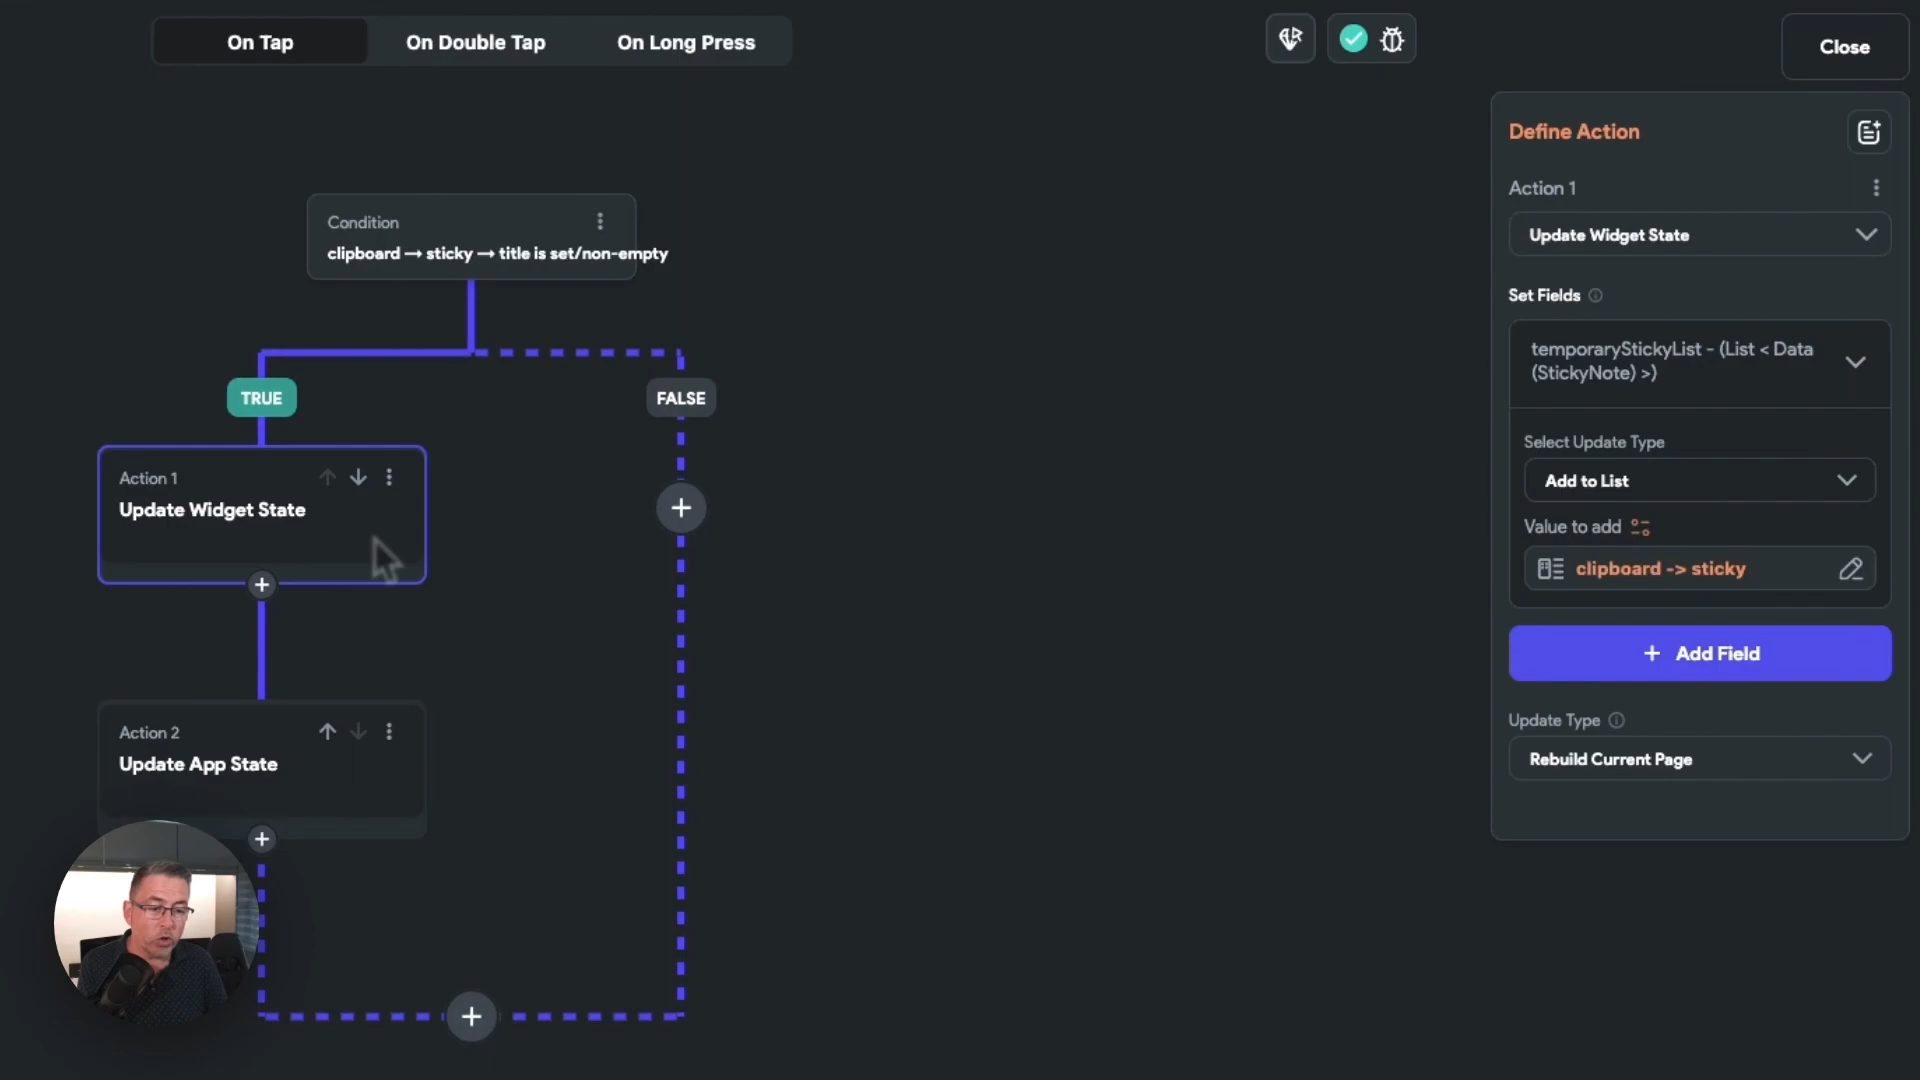 On Tap
On Double Tap
On Long Press
Close
Define Action
Action 1
Update Widget State
Set Fields
temporaryStickyList - (List < Data
(StickyNote) >)
Select Update Type
Add to List
Value to add
clipboard -> sticky
+ Add Field
Update Type
Rebuild Current Page
Condition
clipboard → sticky → title is set/non-empty
TRUE
FALSE
Action 1
Update Widget State
Action 2
Update App State